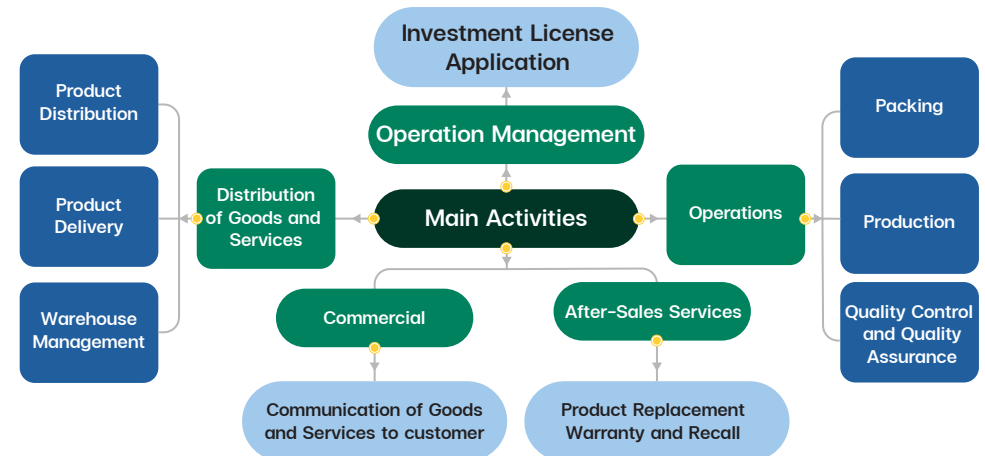 Investment License
Application
Operation Management
Main Activities
Product
Distribution
Product
Delivery
Warehouse
Management
Distribution
of Goods and
Services
Operations
Packing
Production
Quality Control
and Quality
Assurance
Commercial
After-Sales Services
Communication of Goods
and Services to customer
Product Replacement
Warranty and Recall